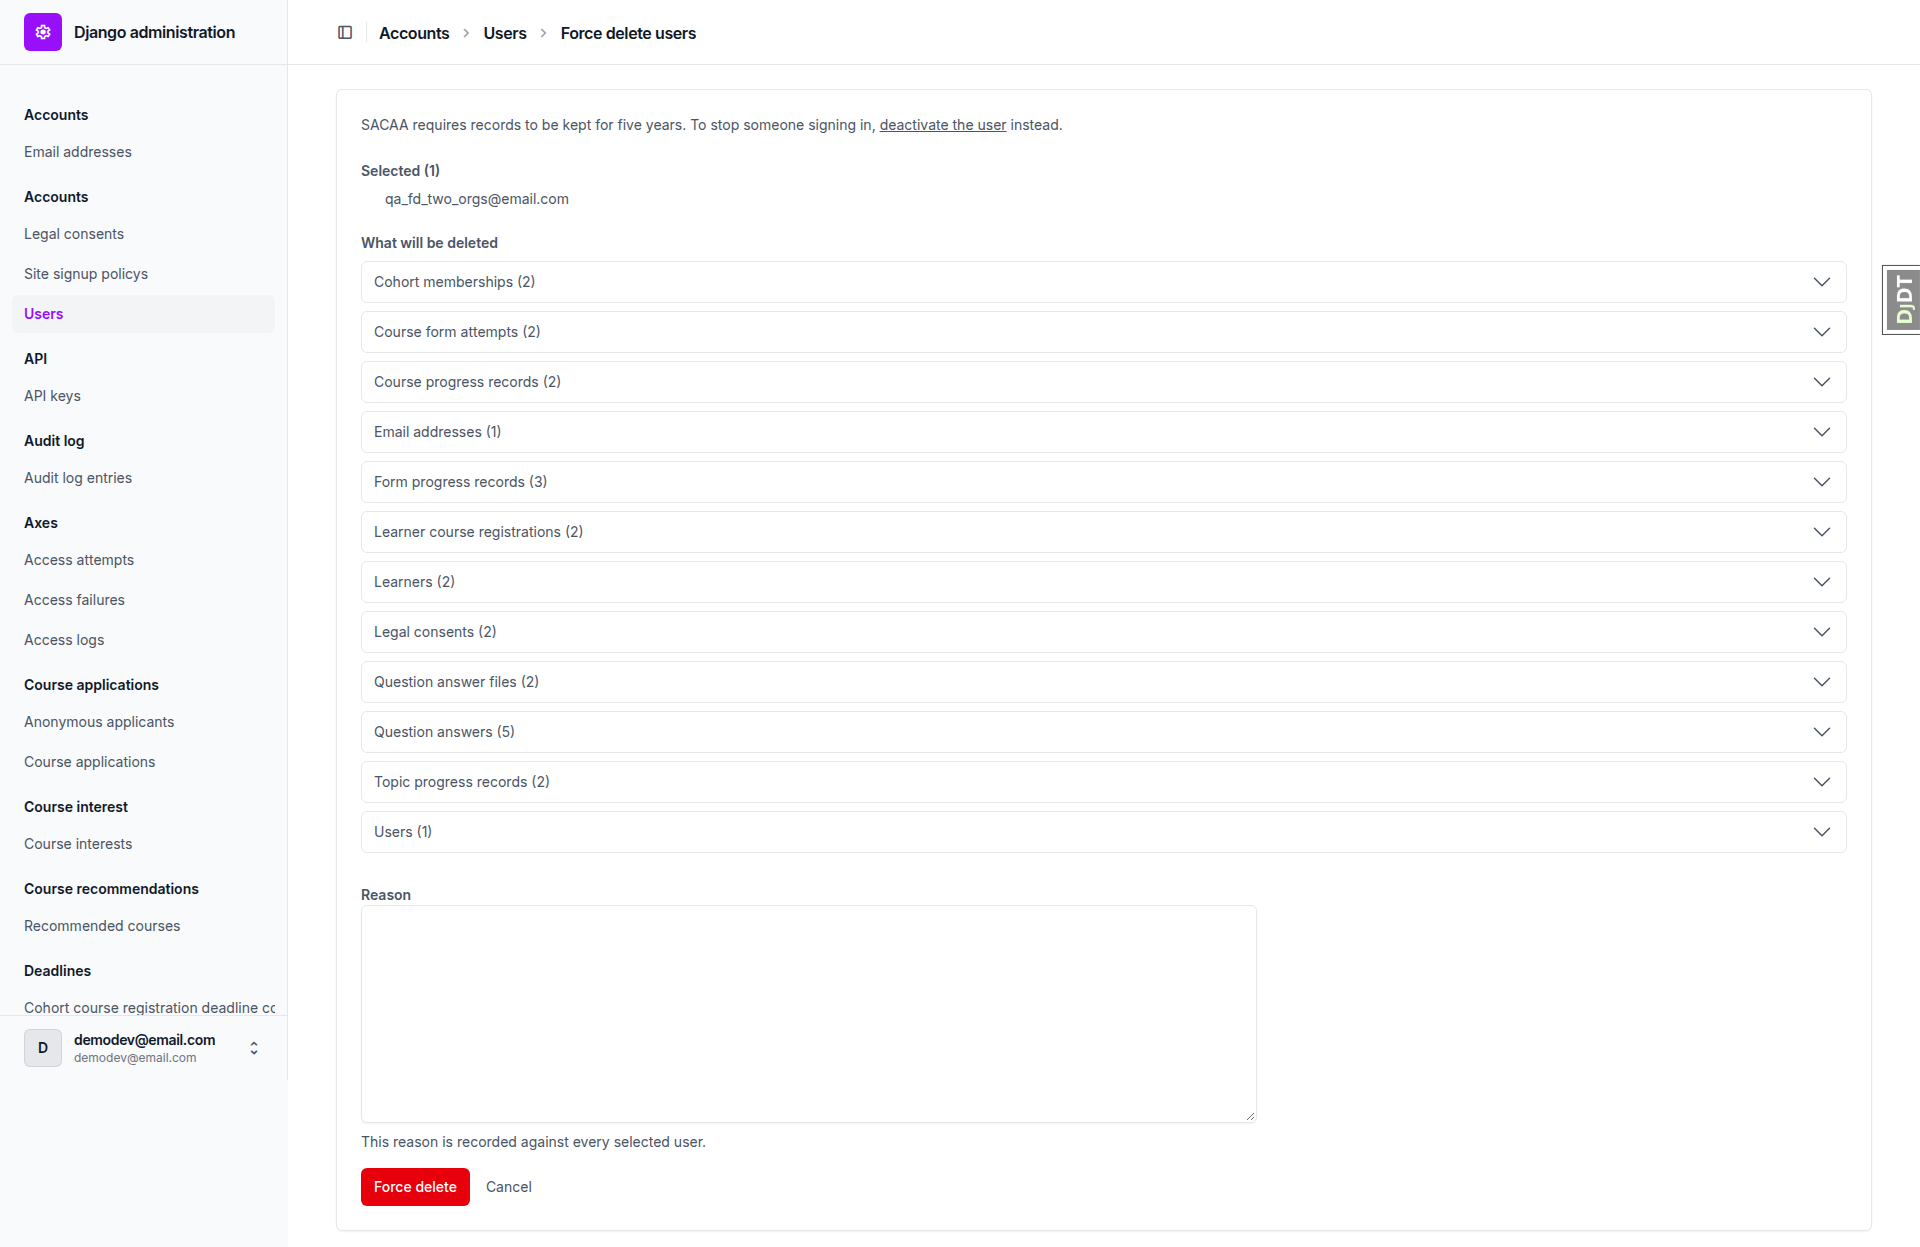 Django administration
Accounts
Users
Force delete users
Accounts
Email addresses
Accounts
Legal consents
Site signup policys
Users
API
API keys
Audit log
Audit log entries
Axes
Access attempts
Access failures
Access logs
Course applications
Anonymous applicants
Course applications
Course interest
Course interests
Course recommendations
Recommended courses
Deadlines
Cohort course registration deadline co
D
demodev@email.com
demodev@email.com
SACAA requires records to be kept for five years. To stop someone signing in, deactivate the user instead.
Selected (1)
qa_fd_two_orgs@email.com
What will be deleted
Cohort memberships (2)
Course form attempts (2)
Course progress records (2)
Email addresses (1)
Form progress records (3)
Learner course registrations (2)
Learners (2)
Legal consents (2)
Question answer files (2)
Question answers (5)
Topic progress records (2)
Users (1)
Reason
This reason is recorded against every selected user.
Force delete
Cancel
DjDT